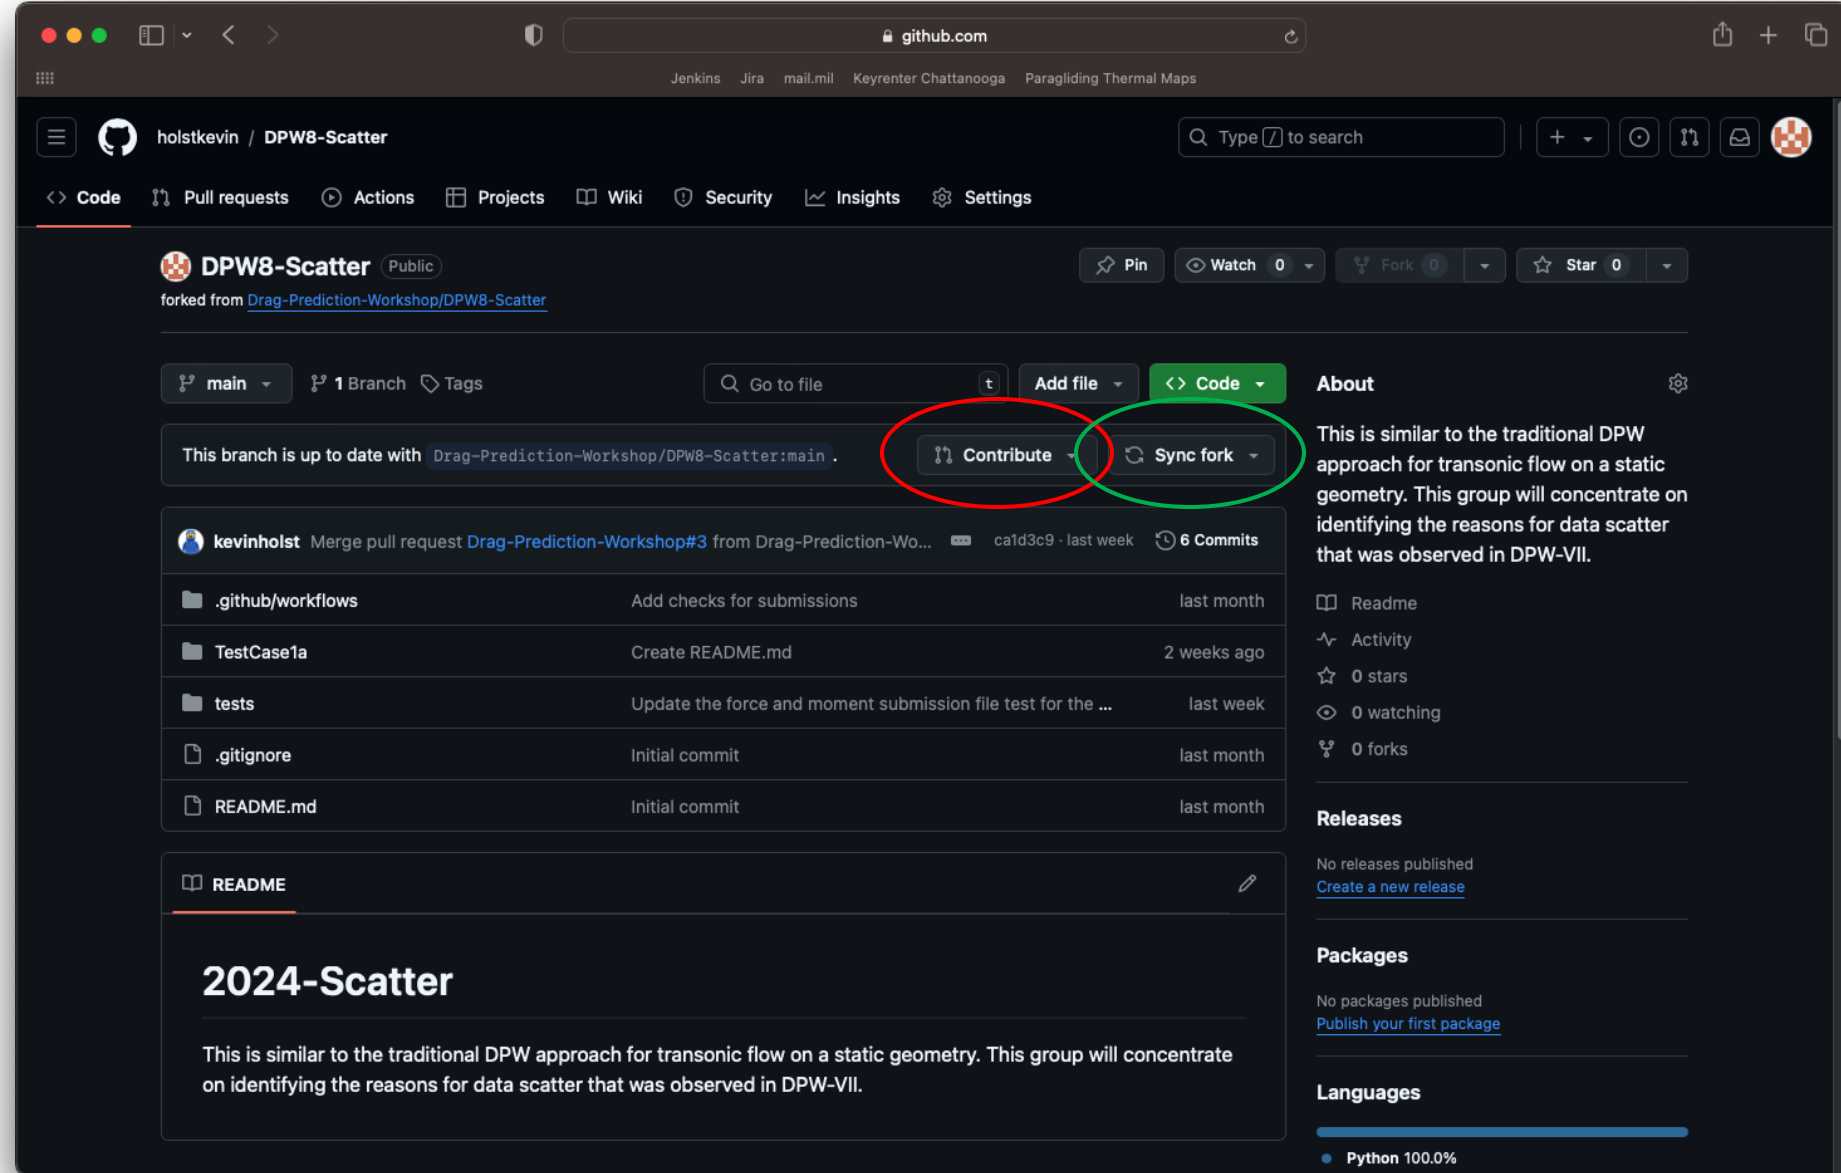 github.com
Jenkins Jira mail.mil Keyrenter Chattanooga Paragliding Thermal Maps
holstkevin / DPW8-Scatter
Type / to search
Code Pull requests Actions Projects Wiki Security Insights Settings
DPW8-Scatter Public
Pin Watch 0 Fork 0 Star 0
forked from Drag-Prediction-Workshop/DPW8-Scatter
main 1 Branch Tags
Go to file t Add file Code
This branch is up to date with Drag-Prediction-Workshop/DPW8-Scatter:main .
Contribute Sync fork
kevinholst Merge pull request Drag-Prediction-Workshop#3 from Drag-Prediction-Wo... ca1d3c9 · last week 6 Commits
.github/workflows Add checks for submissions last month
TestCase1a Create README.md 2 weeks ago
tests Update the force and moment submission file test for the ... last week
.gitignore Initial commit last month
README.md Initial commit last month
README
2024-Scatter
This is similar to the traditional DPW approach for transonic flow on a static geometry. This group will concentrate
on identifying the reasons for data scatter that was observed in DPW-VII.
About
This is similar to the traditional DPW
approach for transonic flow on a static
geometry. This group will concentrate on
identifying the reasons for data scatter
that was observed in DPW-VII.
Readme
Activity
0 stars
0 watching
0 forks
Releases
No releases published
Create a new release
Packages
No packages published
Publish your first package
Languages
Python 100.0%